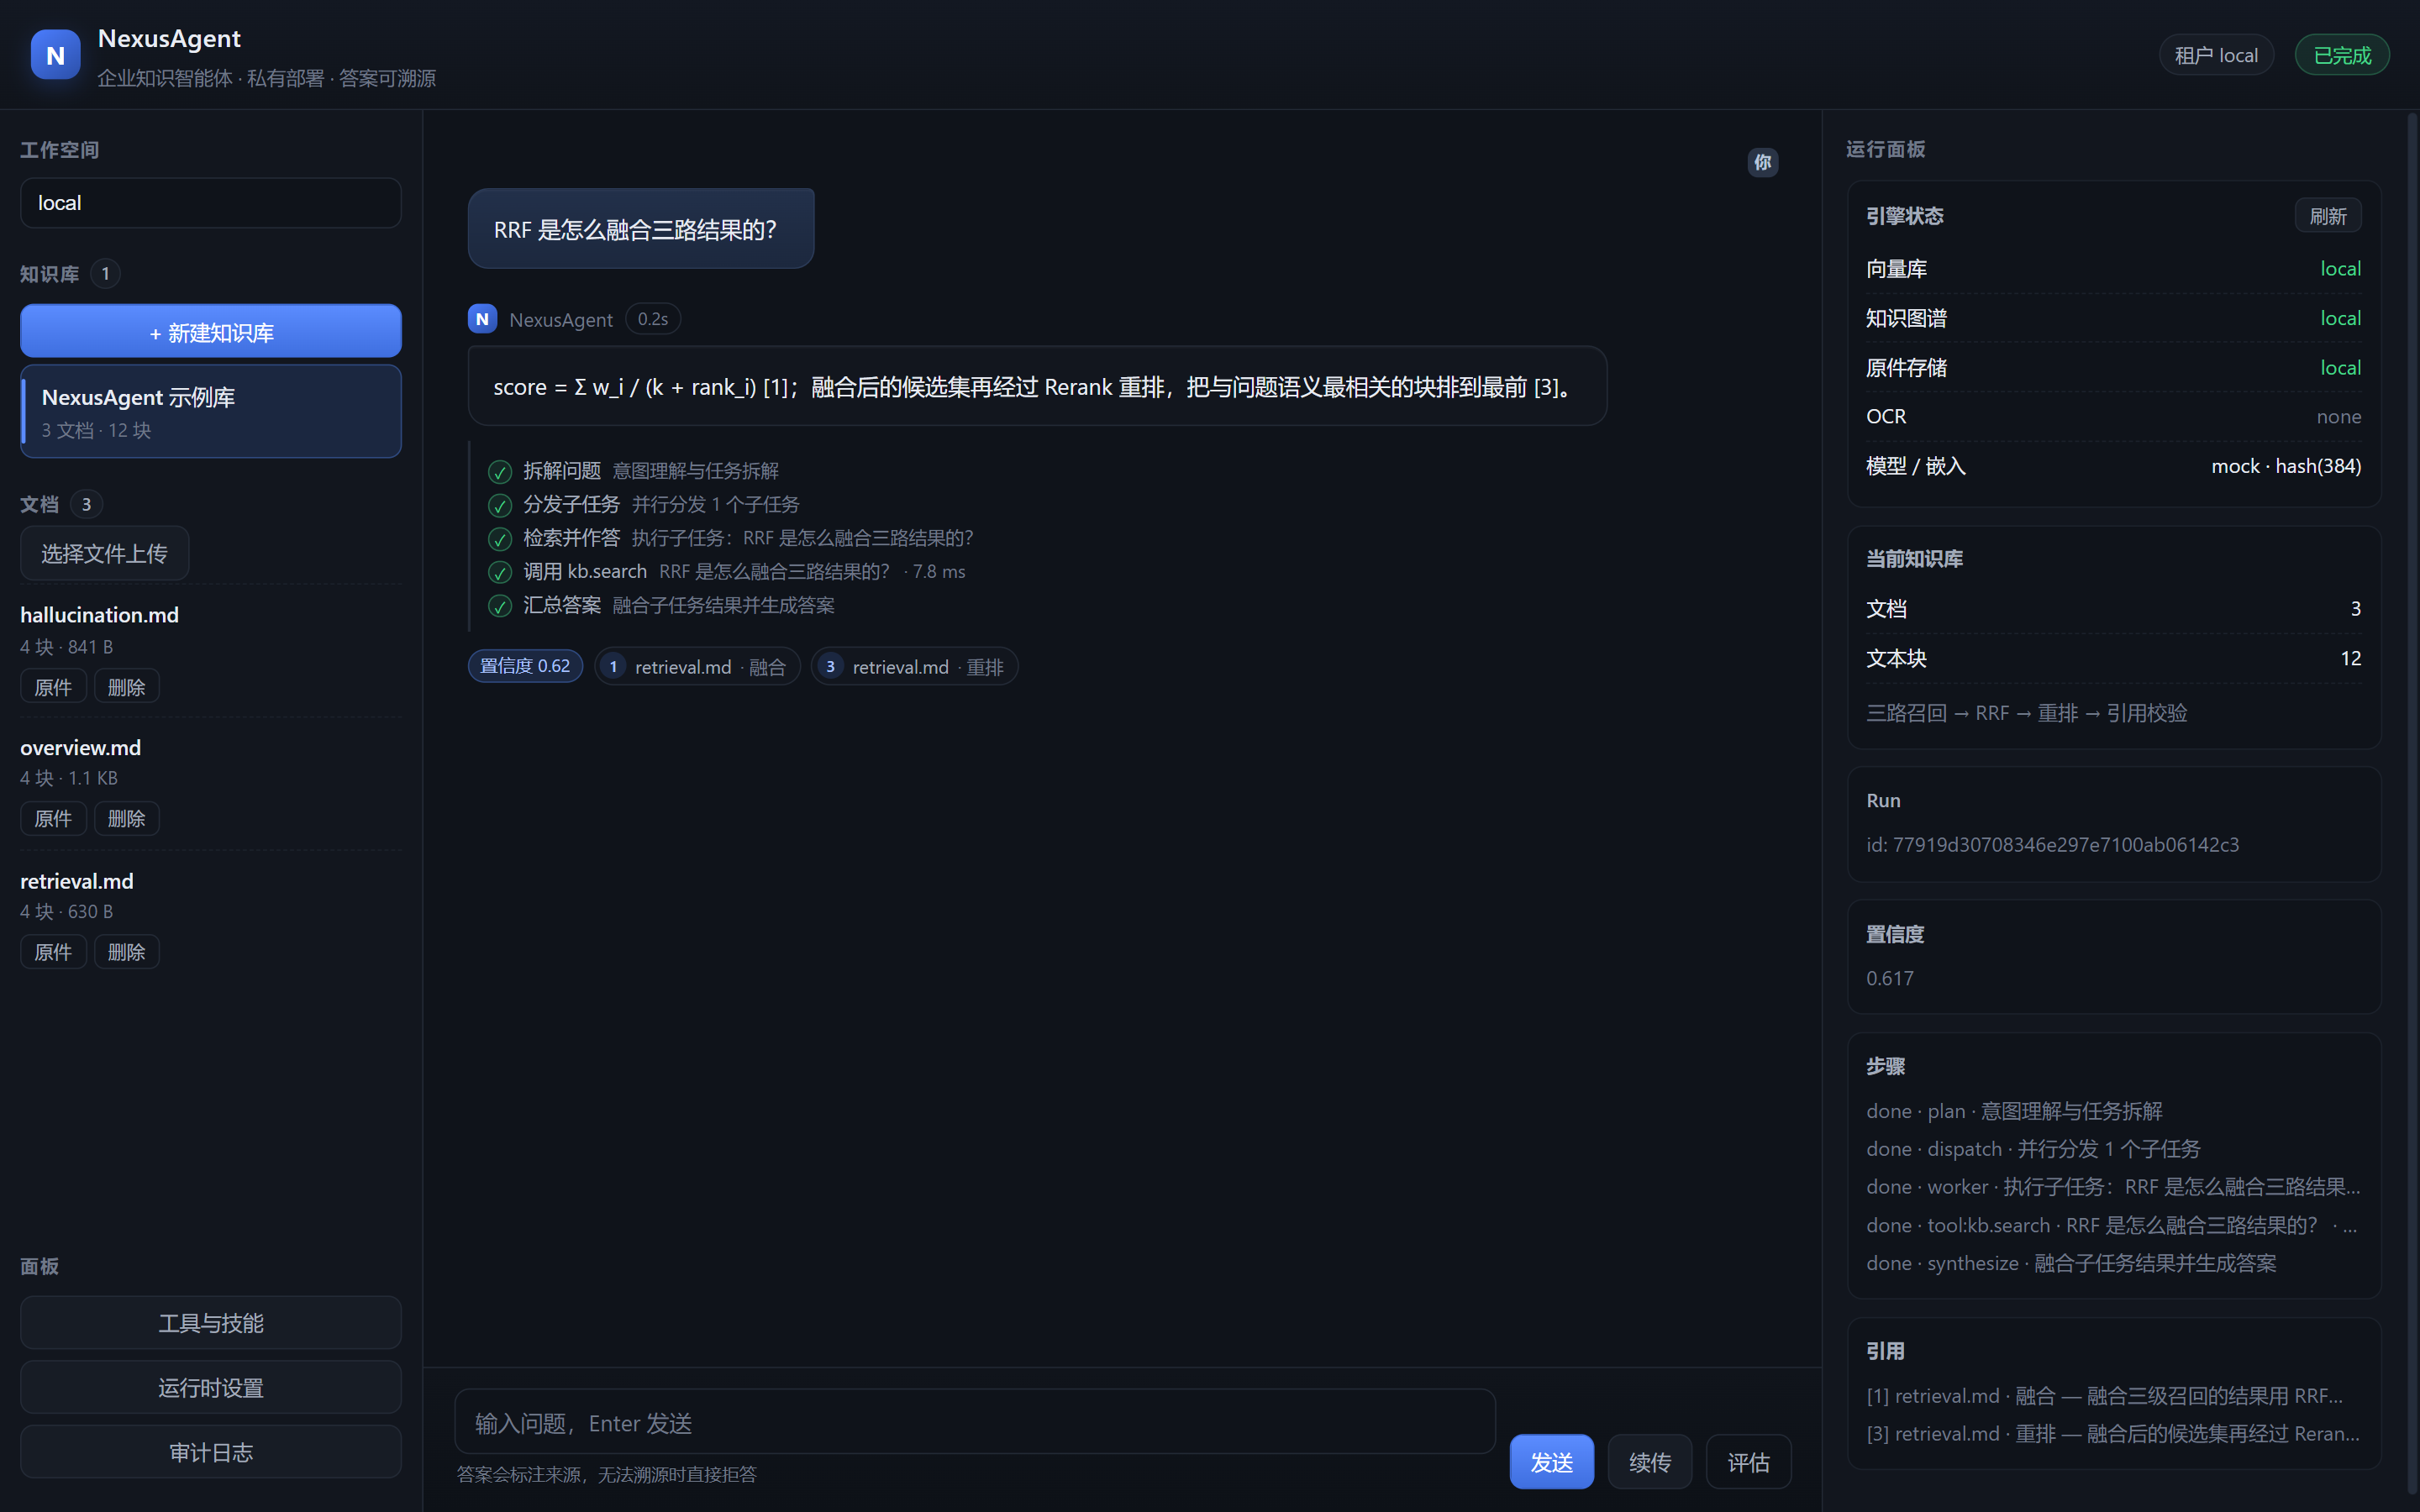 N
NexusAgent
企业知识智能体 · 私有部署 · 答案可溯源
租户 local
已完成
工作空间
local
知识库 1
+ 新建知识库
NexusAgent 示例库
3 文档 · 12 块
文档 3
选择文件上传
hallucination.md
4 块 · 841 B
原件 删除
overview.md
4 块 · 1.1 KB
原件 删除
retrieval.md
4 块 · 630 B
原件 删除
面板
工具与技能
运行时设置
审计日志
你
RRF 是怎么融合三路结果的？
N NexusAgent 0.2s
score = Σ w_i / (k + rank_i) [1]；融合后的候选集再经过 Rerank 重排，把与问题语义最相关的块排到最前 [3]。
✓ 拆解问题 意图理解与任务拆解
✓ 分发子任务 并行分发 1 个子任务
✓ 检索并作答 执行子任务：RRF 是怎么融合三路结果的？
✓ 调用 kb.search RRF 是怎么融合三路结果的？ · 7.8 ms
✓ 汇总答案 融合子任务结果并生成答案
置信度 0.62 1 retrieval.md · 融合 3 retrieval.md · 重排
输入问题，Enter 发送
答案会标注来源，无法溯源时直接拒答
发送 续传 评估
运行面板
引擎状态 刷新
向量库 local
知识图谱 local
原件存储 local
OCR none
模型 / 嵌入 mock · hash(384)
当前知识库
文档 3
文本块 12
三路召回 → RRF → 重排 → 引用校验
Run
id: 77919d30708346e297e7100ab06142c3
置信度
0.617
步骤
done · plan · 意图理解与任务拆解
done · dispatch · 并行分发 1 个子任务
done · worker · 执行子任务：RRF 是怎么融合三路结果...
done · tool:kb.search · RRF 是怎么融合三路结果的？ · ...
done · synthesize · 融合子任务结果并生成答案
引用
[1] retrieval.md · 融合 — 融合三级召回的结果用 RRF...
[3] retrieval.md · 重排 — 融合后的候选集再经过 Reran...